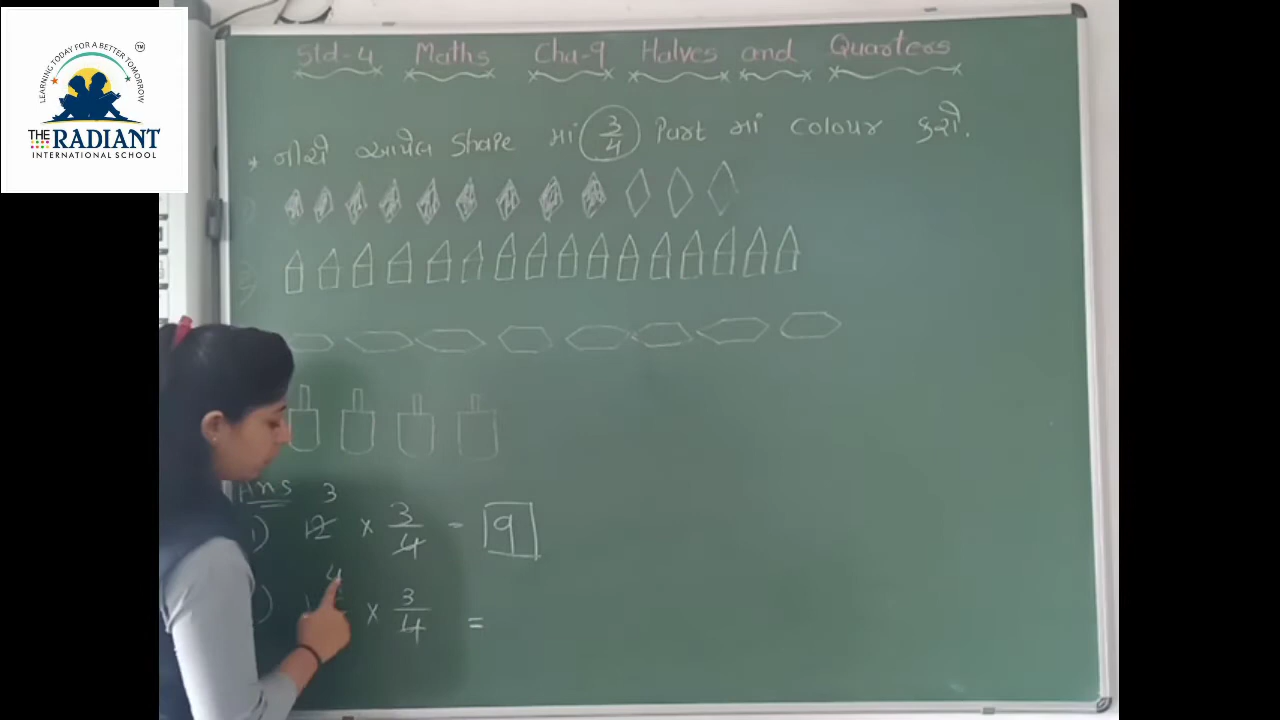 LEARNING TODAY FOR A BETTER TOMORROW
TM
THE RADIANT
INTERNATIONAL SCHOOL
Std-4 Maths Cha-9 Halves and Quarters
* નીચે આપેલ Shape માં 3/4 Part માં Colour કરો.
Ans
3
1) 12 × 3/4 = 9
4
) × 3/4 =